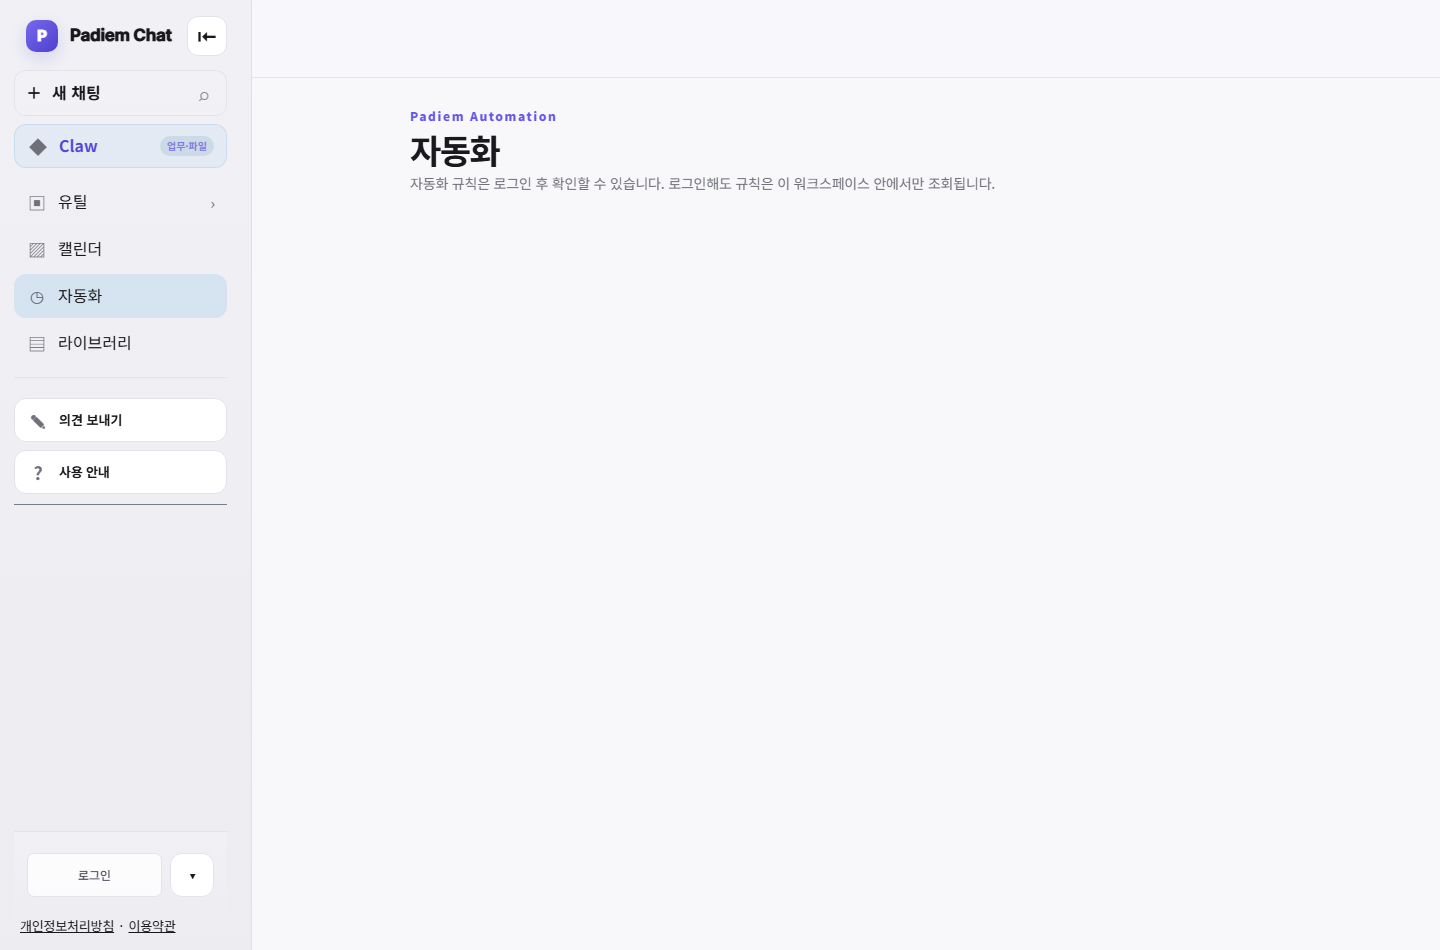 P Padiem Chat
새 채팅
Claw 업무·파일
유틸
캘린더
자동화
라이브러리
의견 보내기
? 사용 안내
로그인
개인정보처리방침 · 이용약관
Padiem Automation
자동화
자동화 규칙은 로그인 후 확인할 수 있습니다. 로그인해도 규칙은 이 워크스페이스 안에서만 조회됩니다.